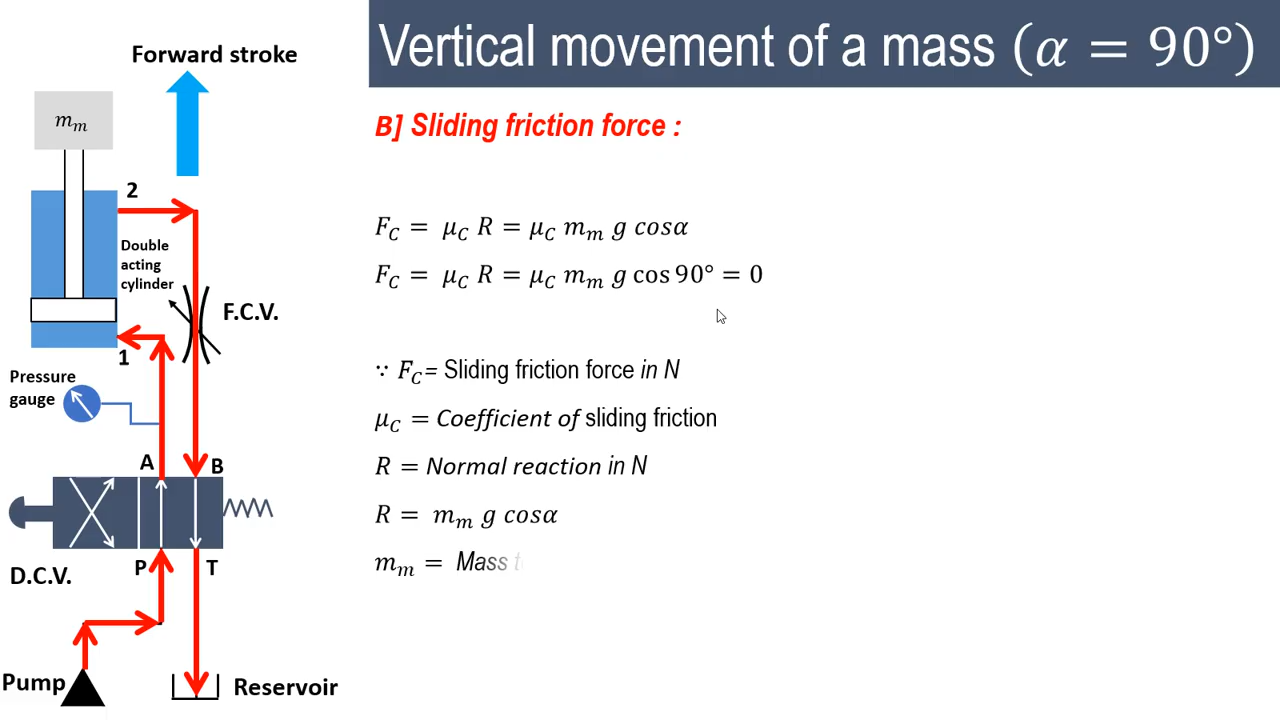 Vertical movement of a mass (α = 90°)
Forward stroke
m_m
2
Double
acting
cylinder
F.C.V.
1
Pressure
gauge
A
B
D.C.V.
P
T
Pump
Reservoir
B] Sliding friction force :
F_C = μ_C R = μ_C m_m g cosα
F_C = μ_C R = μ_C m_m g cos 90° = 0
∵ F_C= Sliding friction force in N
μ_C = Coefficient of sliding friction
R = Normal reaction in N
R = m_m g cosα
m_m = Mass t